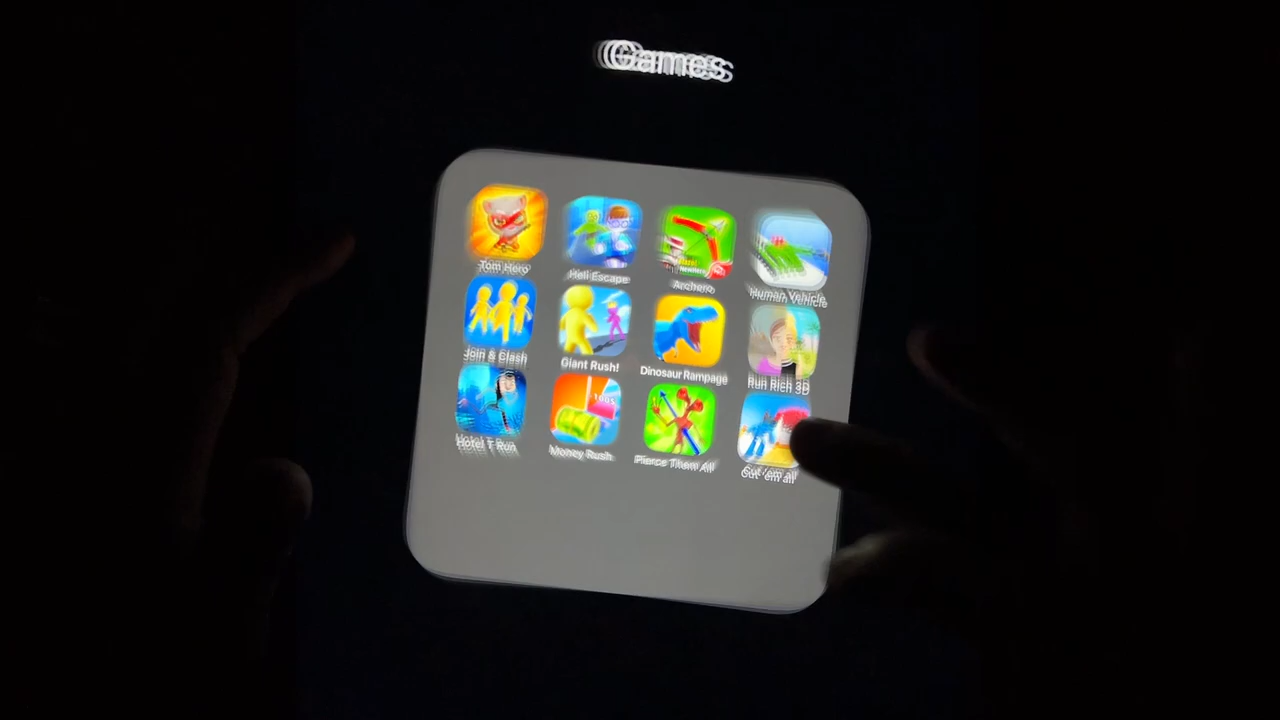 Games
Tom Hero
Heli Escape
Archero
Human Vehicle
Join & Clash
Giant Rush!
Dinosaur Rampage
Run Rich 3D
Hotel T Run
Money Rush
Pierce Them All
Cut 'em all